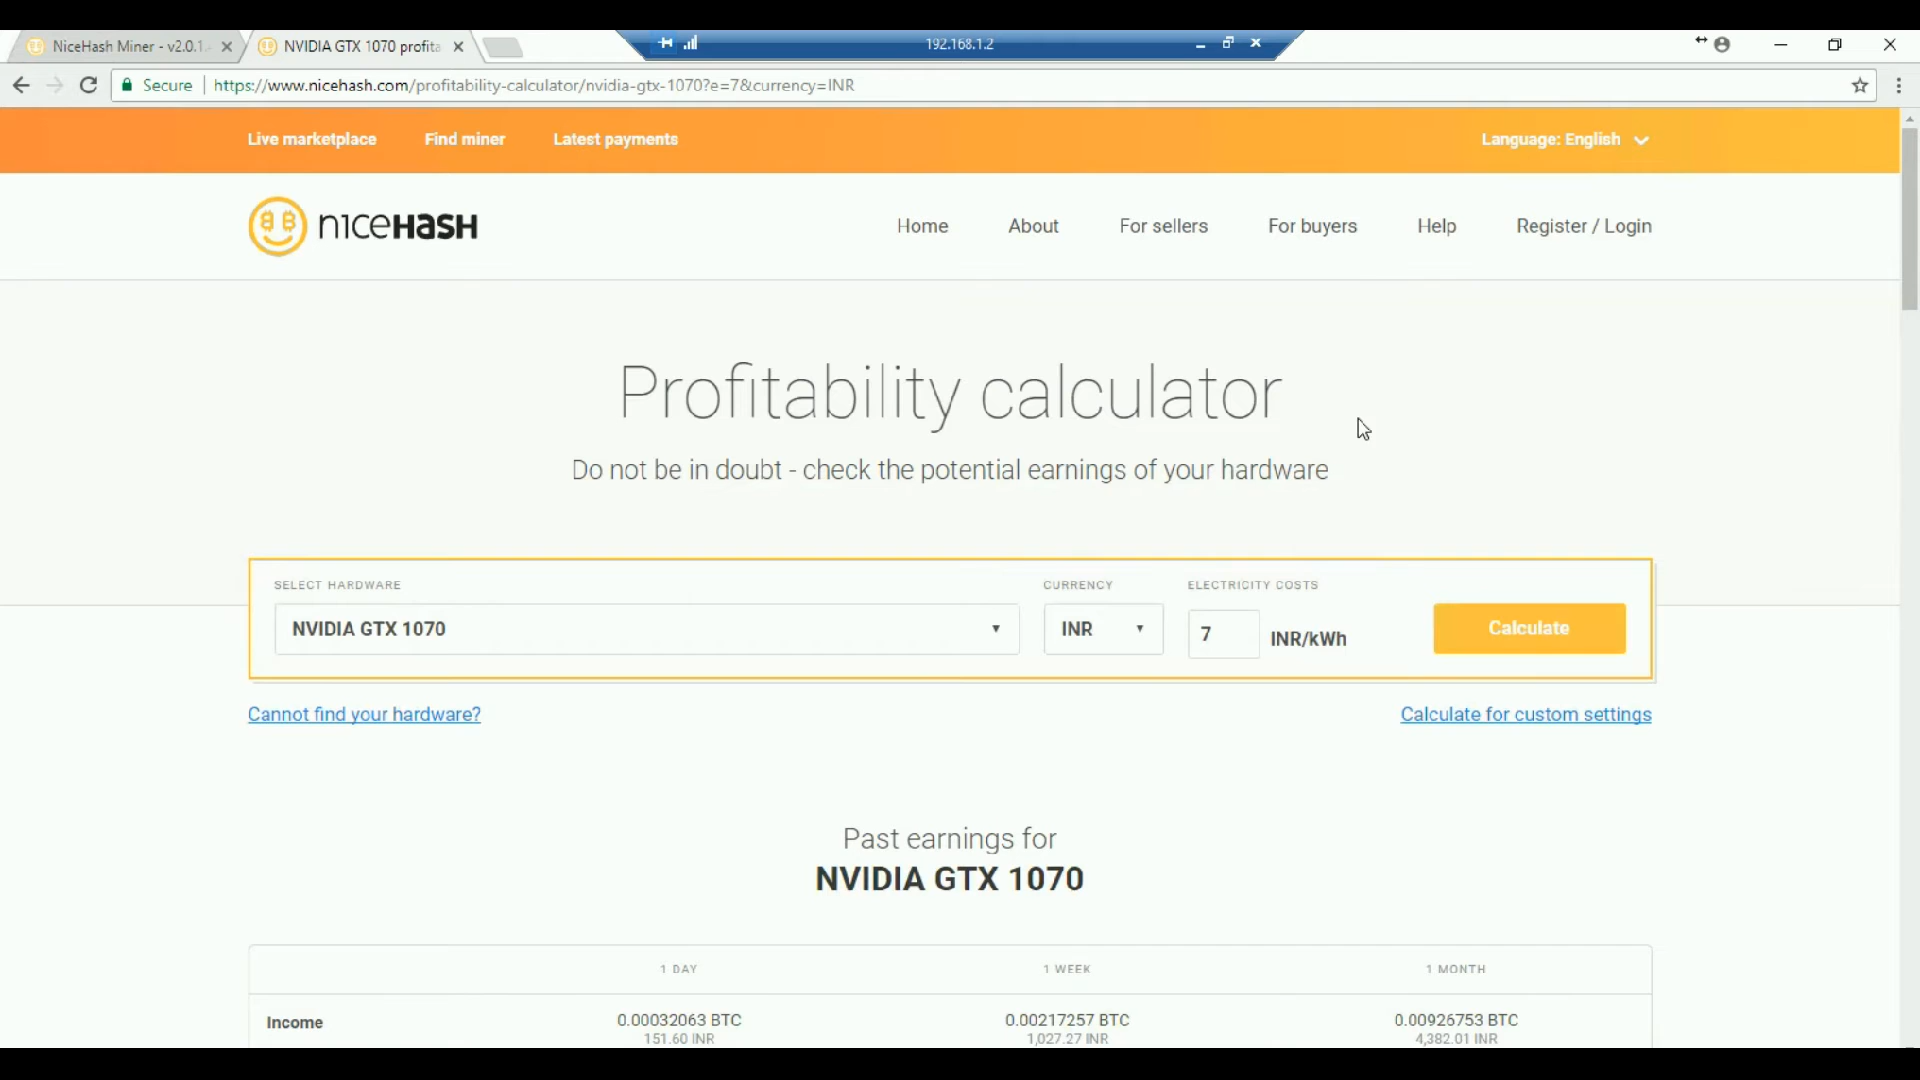 NiceHash Miner - v2.0.1.
NVIDIA GTX 1070 profita
192.168.1.2
Secure
https://www.nicehash.com/profitability-calculator/nvidia-gtx-1070?e=7&currency=INR
Live marketplace
Find miner
Latest payments
Language: English
nıceHASH
Home
About
For sellers
For buyers
Help
Register / Login
Profitability calculator
Do not be in doubt - check the potential earnings of your hardware
SELECT HARDWARE
CURRENCY
ELECTRICITY COSTS
NVIDIA GTX 1070
INR
7
INR/kWh
Calculate
Cannot find your hardware?
Calculate for custom settings
Past earnings for
NVIDIA GTX 1070
1 DAY
1 WEEK
1 MONTH
Income
0.00032063 BTC
0.00217257 BTC
0.00926753 BTC
151.60 INR
1,027.27 INR
4,382.01 INR